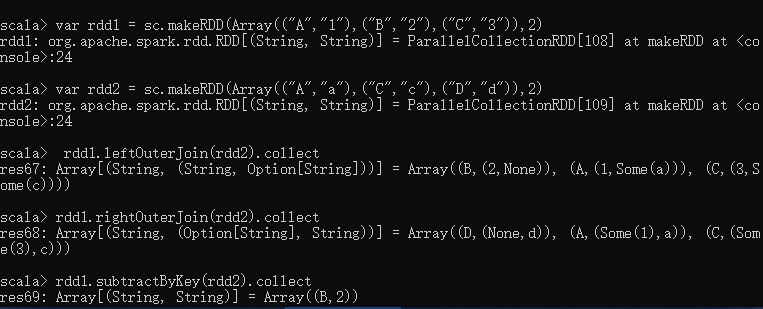 scala> var rdd1 = sc.makeRDD(Array(("A","1"),("B","2"),("C","3")),2)
rdd1: org.apache.spark.rdd.RDD[(String, String)] = ParallelCollectionRDD[108] at makeRDD at <co
nsole>:24
scala> var rdd2 = sc.makeRDD(Array(("A","a"),("C","c"),("D","d")),2)
rdd2: org.apache.spark.rdd.RDD[(String, String)] = ParallelCollectionRDD[109] at makeRDD at <co
nsole>:24
scala>  rdd1.leftOuterJoin(rdd2).collect
res67: Array[(String, (String, Option[String]))] = Array((B,(2,None)), (A,(1,Some(a))), (C,(3,S
ome(c))))
scala> rdd1.rightOuterJoin(rdd2).collect
res68: Array[(String, (Option[String], String))] = Array((D,(None,d)), (A,(Some(1),a)), (C,(Som
e(3),c)))
scala> rdd1.subtractByKey(rdd2).collect
res69: Array[(String, String)] = Array((B,2))